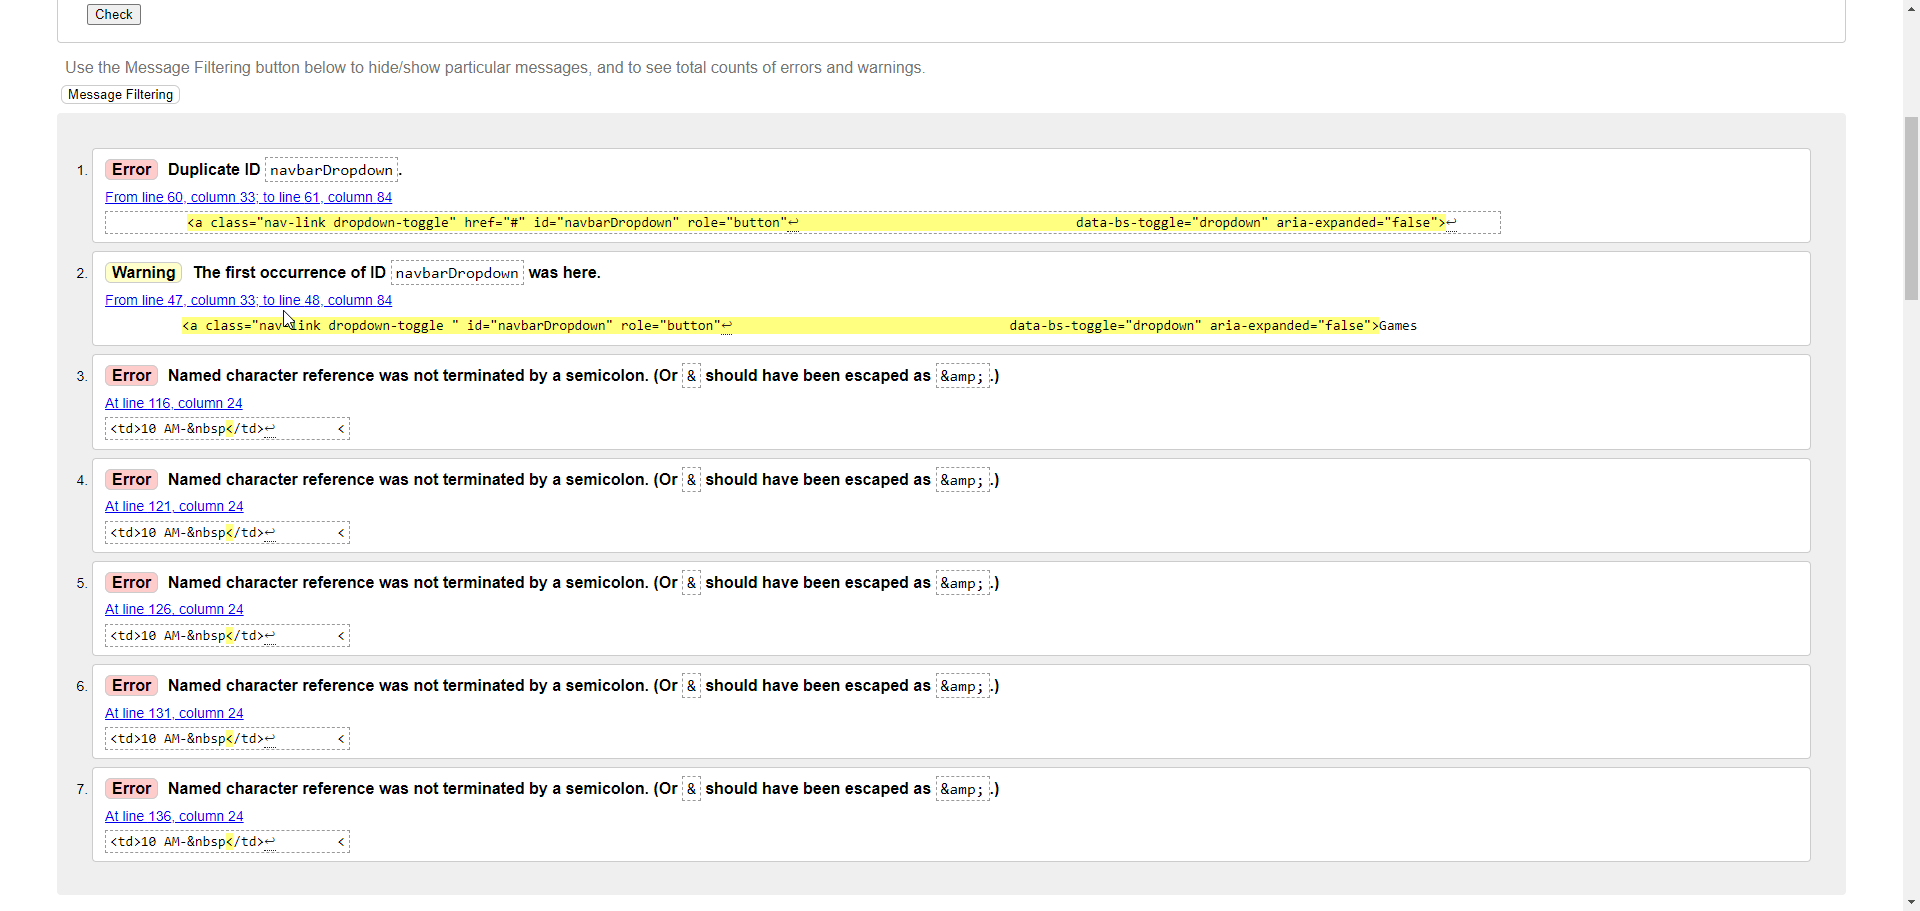 Check
Use the Message Filtering button below to hide/show particular messages, and to see total counts of errors and warnings.
Message Filtering
1. Error Duplicate ID navbarDropdown.
From line 60, column 33; to line 61, column 84
<a class="nav-link dropdown-toggle" href="#" id="navbarDropdown" role="button"↩ data-bs-toggle="dropdown" aria-expanded="false">↩
2. Warning The first occurrence of ID navbarDropdown was here.
From line 47, column 33; to line 48, column 84
<a class="nav-link dropdown-toggle " id="navbarDropdown" role="button"↩ data-bs-toggle="dropdown" aria-expanded="false">Games
3. Error Named character reference was not terminated by a semicolon. (Or & should have been escaped as &amp;.)
At line 116, column 24
<td>10 AM-&nbsp</td>↩ <
4. Error Named character reference was not terminated by a semicolon. (Or & should have been escaped as &amp;.)
At line 121, column 24
<td>10 AM-&nbsp</td>↩ <
5. Error Named character reference was not terminated by a semicolon. (Or & should have been escaped as &amp;.)
At line 126, column 24
<td>10 AM-&nbsp</td>↩ <
6. Error Named character reference was not terminated by a semicolon. (Or & should have been escaped as &amp;.)
At line 131, column 24
<td>10 AM-&nbsp</td>↩ <
7. Error Named character reference was not terminated by a semicolon. (Or & should have been escaped as &amp;.)
At line 136, column 24
<td>10 AM-&nbsp</td>↩ <